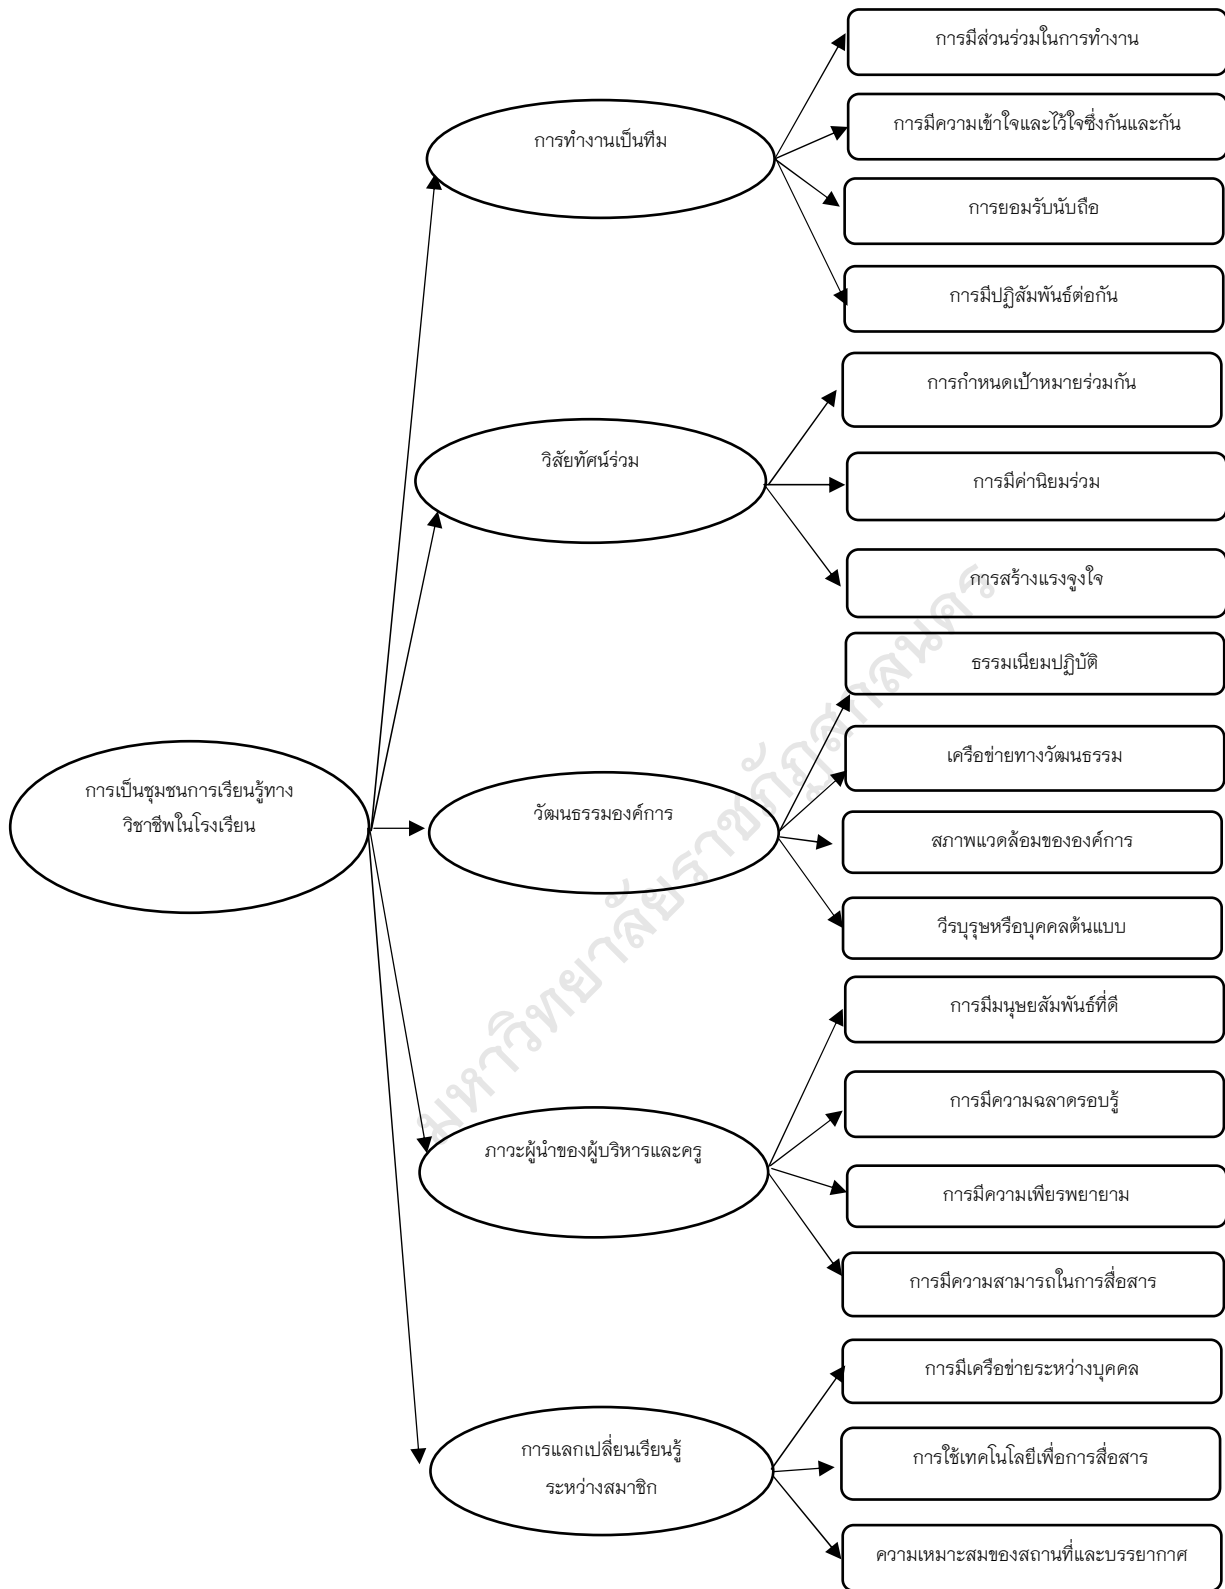 การมีส่วนร่วมในการทำงาน
การมีความเข้าใจและไว้ใจซึ่งกันและกัน
การทำงานเป็นทีม
การยอมรับนับถือ
การมีปฏิสัมพันธ์ต่อกัน
การกำหนดเป้าหมายร่วมกัน
วิสัยทัศน์ร่วม
การมีค่านิยมร่วม
การสร้างแรงจูงใจ
ธรรมเนียมปฏิบัติ
เครือข่ายทางวัฒนธรรม
การเป็นชุมชนการเรียนรู้ทาง
วิชาชีพในโรงเรียน
วัฒนธรรมองค์การ
สภาพแวดล้อมขององค์การ
วีรบุรุษหรือบุคคลต้นแบบ
การมีมนุษยสัมพันธ์ที่ดี
การมีความฉลาดรอบรู้
ภาวะผู้นำของผู้บริหารและครู
การมีความเพียรพยายาม
การมีความสามารถในการสื่อสาร
การมีเครือข่ายระหว่างบุคคล
การแลกเปลี่ยนเรียนรู้
ระหว่างสมาชิก
การใช้เทคโนโลยีเพื่อการสื่อสาร
ความเหมาะสมของสถานที่และบรรยากาศ
มหาวิทยาลัยราชภัฏสกลนคร